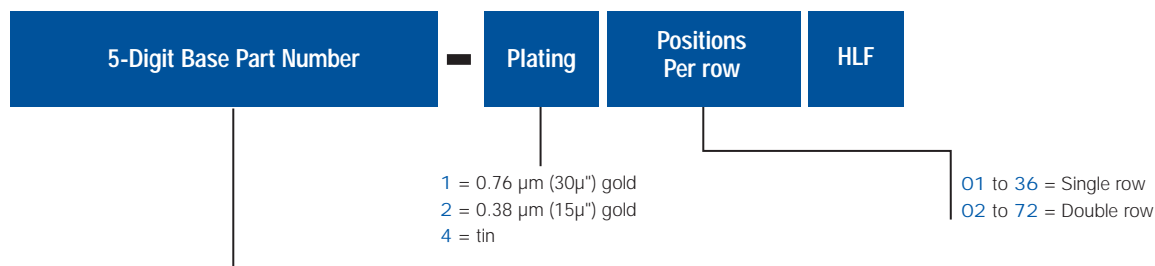 5-Digit Base Part Number
-
Plating
Positions
Per row
HLF
1 = 0.76 µm (30µ") gold
2 = 0.38 µm (15µ") gold
4 = tin
01 to 36 = Single row
02 to 72 = Double row